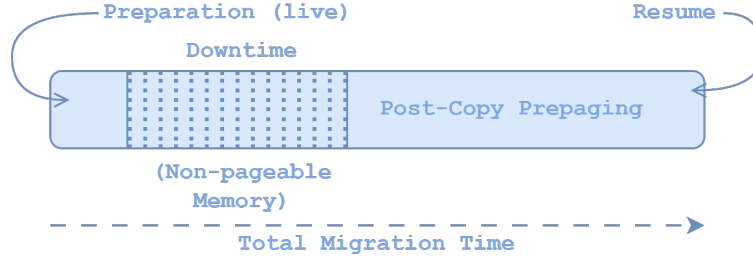 Preparation (live)
Resume
Downtime
Post-Copy Prepaging
(Non-pageable
Memory)
Total Migration Time